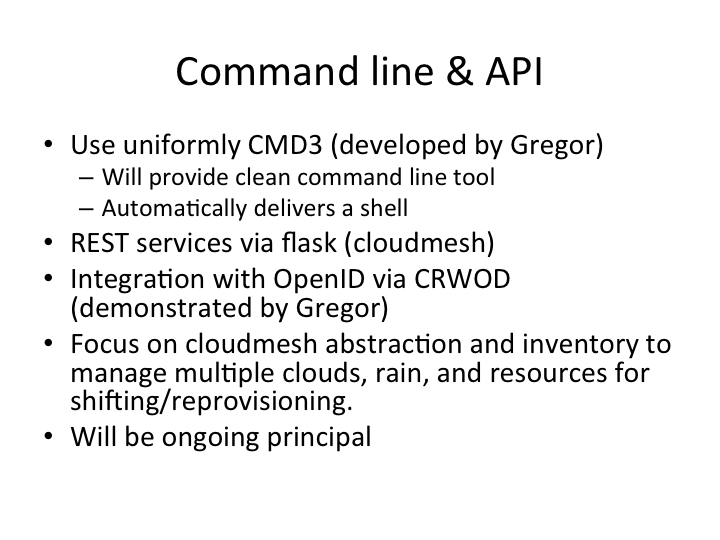 Command line & API
• Use uniformly CMD3 (developed by Gregor)
– Will provide clean command line tool
– Automatically delivers a shell
• REST services via flask (cloudmesh)
• Integration with OpenID via CRWOD
(demonstrated by Gregor)
• Focus on cloudmesh abstraction and inventory to
manage multiple clouds, rain, and resources for
shifting/reprovisioning.
• Will be ongoing principal